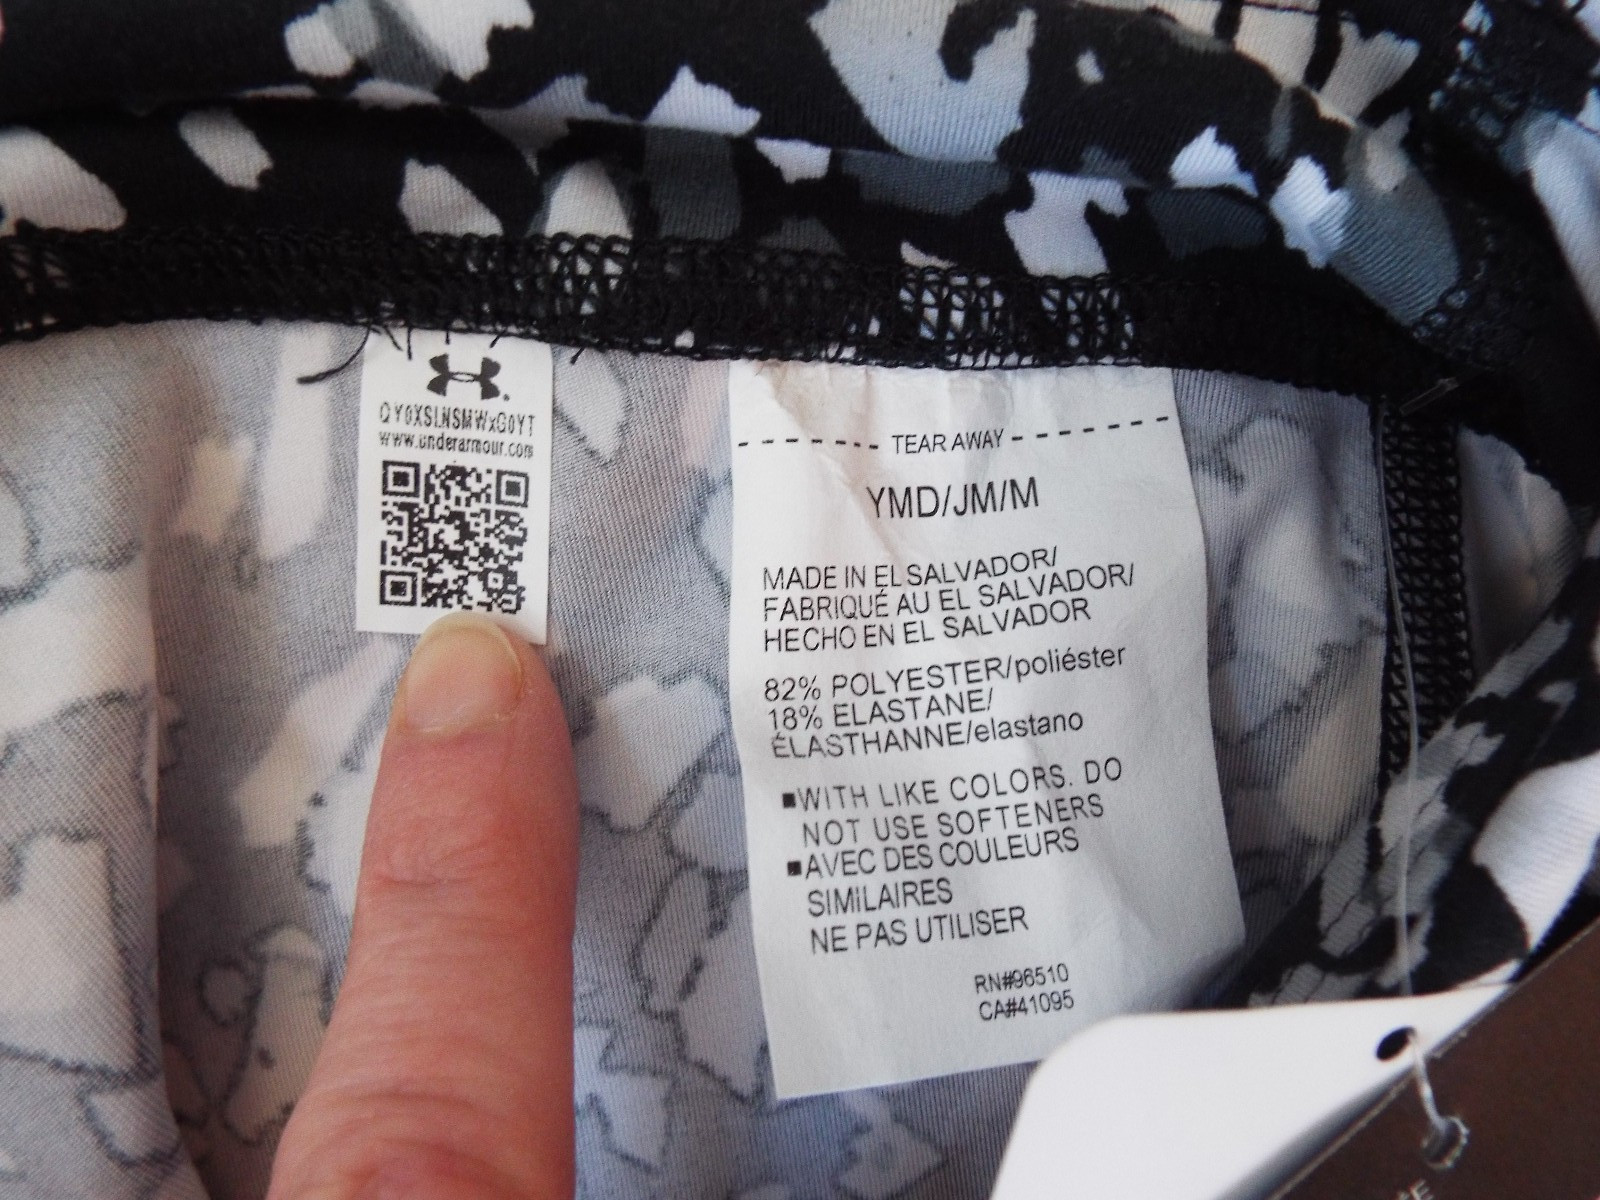 QY0XSLNSMWxG0YT
www.underarmour.com
TEAR AWAY
YMD/JM/M
MADE IN EL SALVADOR/
FABRIQUÉ AU EL SALVADOR/
HECHO EN EL SALVADOR
82% POLYESTER/poliéster
18% ELASTANE/
ÉLASTHANNE/elastano
WITH LIKE COLORS. DO
NOT USE SOFTENERS
AVEC DES COULEURS
SIMILAIRES
NE PAS UTILISER
RN#96510
CA#41095